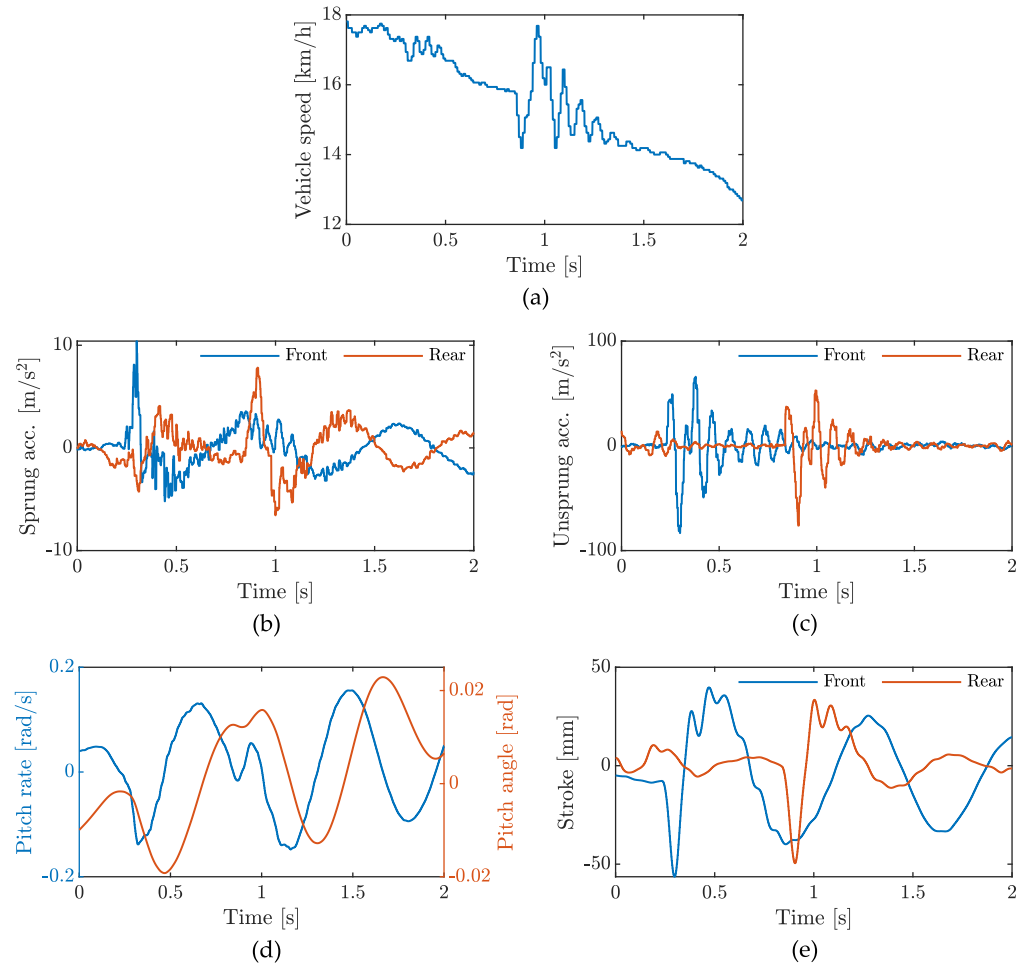 Vehicle speed [km/h]
18
16
14
12
0 0.5 1 1.5 2
Time [s]
(a)
Sprung acc. [m/s²]
10
0
-10
Front Rear
0 0.5 1 1.5 2
Time [s]
(b)
Unsprung acc. [m/s²]
100
0
-100
Front Rear
0 0.5 1 1.5 2
Time [s]
(c)
Pitch rate [rad/s]
0.2
0
-0.2
Pitch angle [rad]
0.02
0
-0.02
0 0.5 1 1.5 2
Time [s]
(d)
Stroke [mm]
50
0
-50
Front Rear
0 0.5 1 1.5 2
Time [s]
(e)